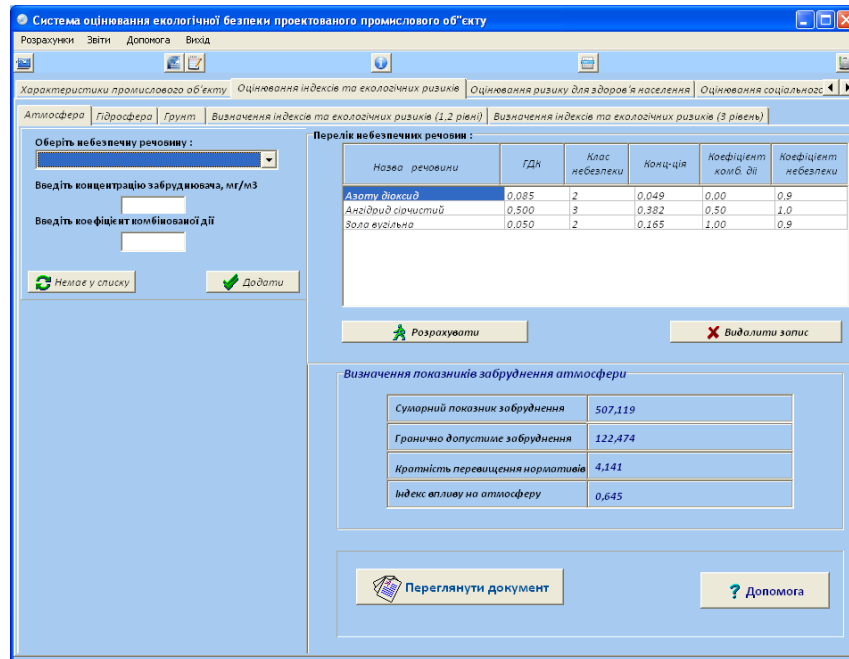 Система оцінювання екологічної безпеки проектованого промислового об"єкту
Розрахунки Звіти Допомога Вихід
Характеристики промислового об'єкту Оцінювання індексів та екологічних ризиків Оцінювання ризику для здоров'я населення Оцінювання соціальногс
Атмосфера Гідросфера Грунт Визначення індексів та екологічних ризиків (1,2 рівні) Визначення індексів та екологічних ризиків (3 рівень)
Оберіть небезпечну речовину :
Введіть концентрацію забруднювача, мг/м3
Введіть коефіцієнт комбінованої дії
Немає у списку Додати
Перелік небезпечних речовин :
Назва речовини ГДК Клас небезпеки Конц-ція Коефіцієнт комб. дії Коефіцієнт небезпеки
Азоту діоксид 0,085 2 0,049 0,00 0,9
Ангідрид сірчистий 0,500 3 0,382 0,50 1,0
Зола вугільна 0,050 2 0,165 1,00 0,9
Розрахувати Видалити запис
Визначення показників забруднення атмосфери
Сумарний показник забруднення 507,119
Гранично допустиме забруднення 122,474
Кратність перевищення нормативів 4,141
Індекс впливу на атмосферу 0,645
Переглянути документ ? Допомога